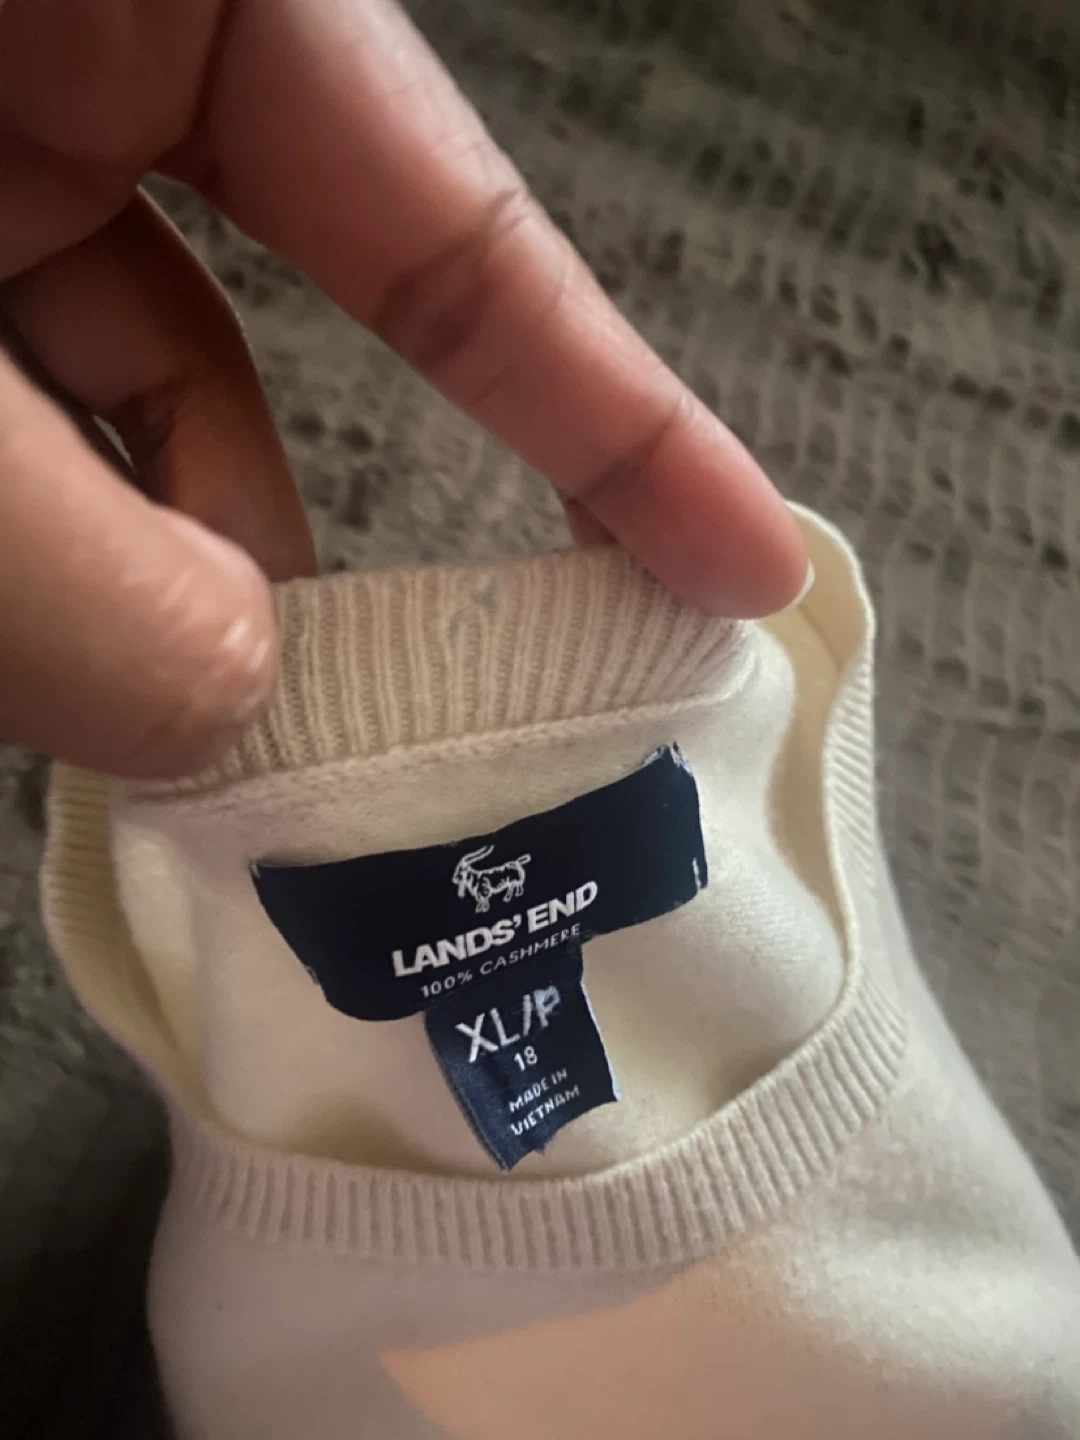 LANDS' END
100% CASHMERE
XL/P
18
MADE IN
VIETNAM